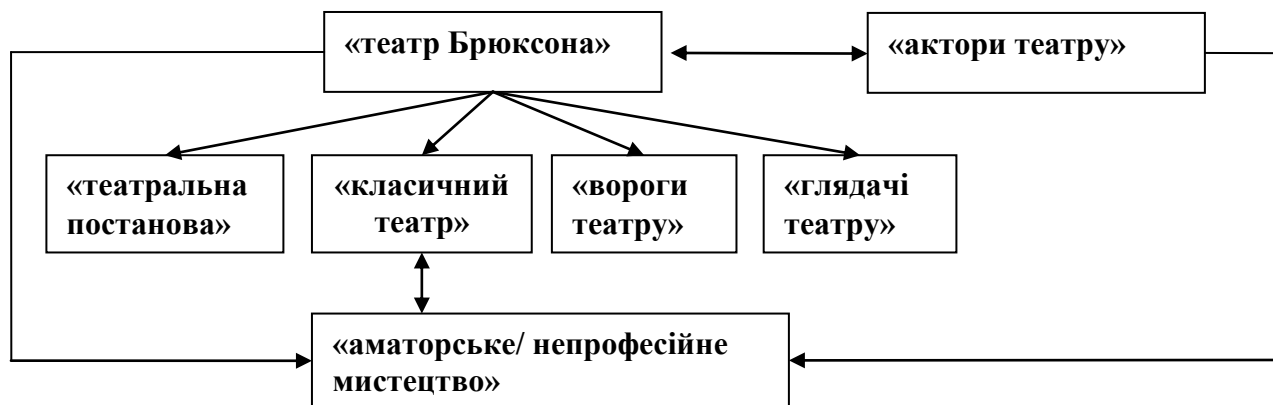 «театр Брюксона»
«актори театру»
«театральна
постанова»
«класичний
театр»
«вороги
театру»
«глядачі
театру»
«аматорське/ непрофесійне
мистецтво»